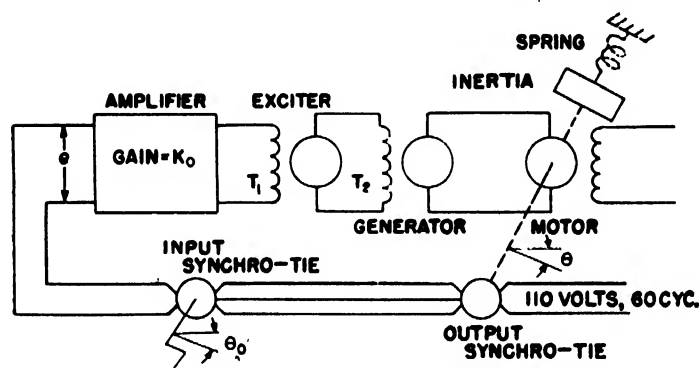 SPRING
INERTIA
AMPLIFIER
EXCITER
e
GAIN=K₀
T₁
T₂
GENERATOR
MOTOR
INPUT
SYNCHRO-TIE
θ
110 VOLTS, 60 CYC.
θ₀
OUTPUT
SYNCHRO-TIE